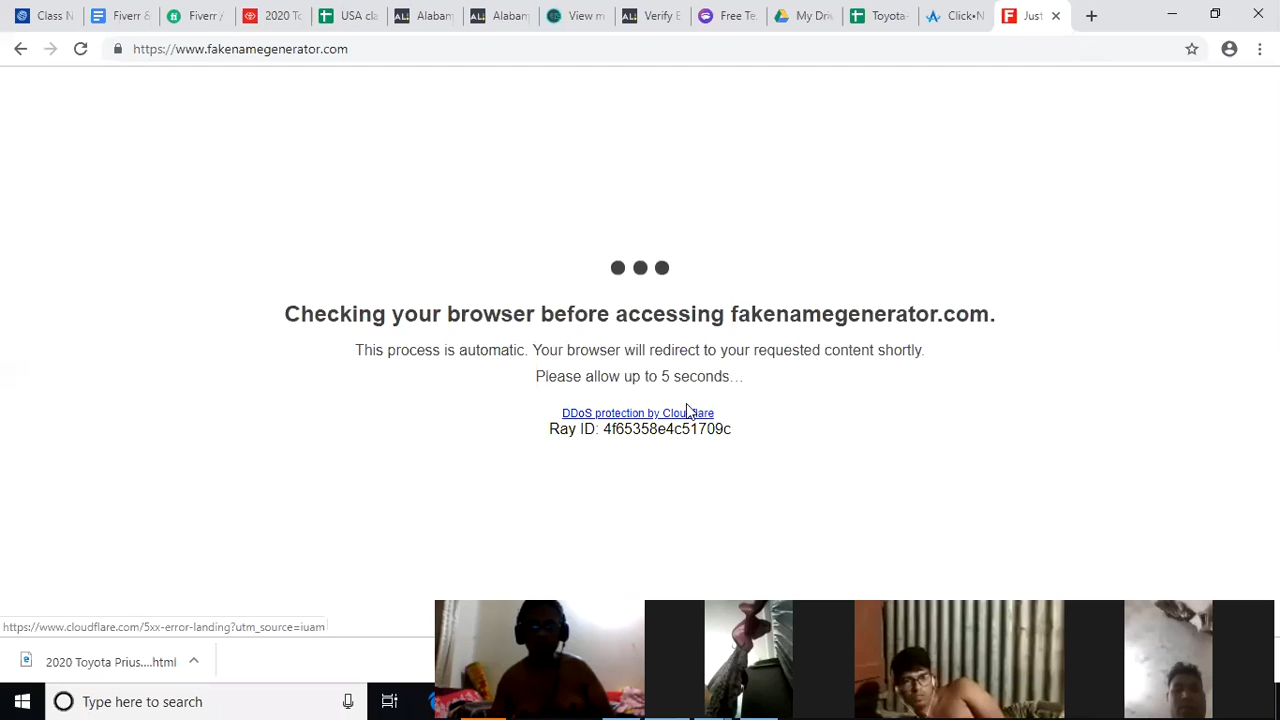 Class N
Fiverr &
Fiverr /
2020 T
USA cla
Alabam
Alaban
View m
Verify E
Free Te.
My Driv
Toyota-
Click•N
Just
https://www.fakenamegenerator.com
Checking your browser before accessing fakenamegenerator.com.
This process is automatic. Your browser will redirect to your requested content shortly.
Please allow up to 5 seconds…
DDoS protection by Cloudflare
Ray ID: 4f65358e4c51709c
https://www.cloudflare.com/5xx-error-landing?utm_source=iuam
2020 Toyota Prius....html
Type here to search